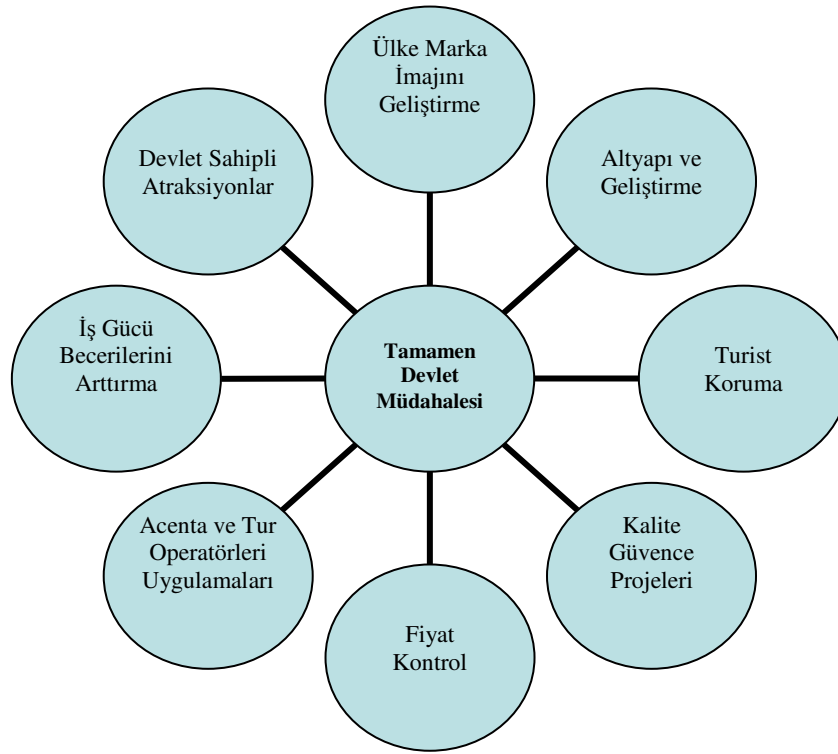 Ülke Marka
İmajını
Geliştirme
Devlet Sahipli
Atraksiyonlar
Altyapı ve
Geliştirme
İş Gücü
Becerilerini
Arttırma
Tamamen
Devlet
Müdahalesi
Turist
Koruma
Acenta ve Tur
Operatörleri
Uygulamaları
Kalite
Güvence
Projeleri
Fiyat
Kontrol